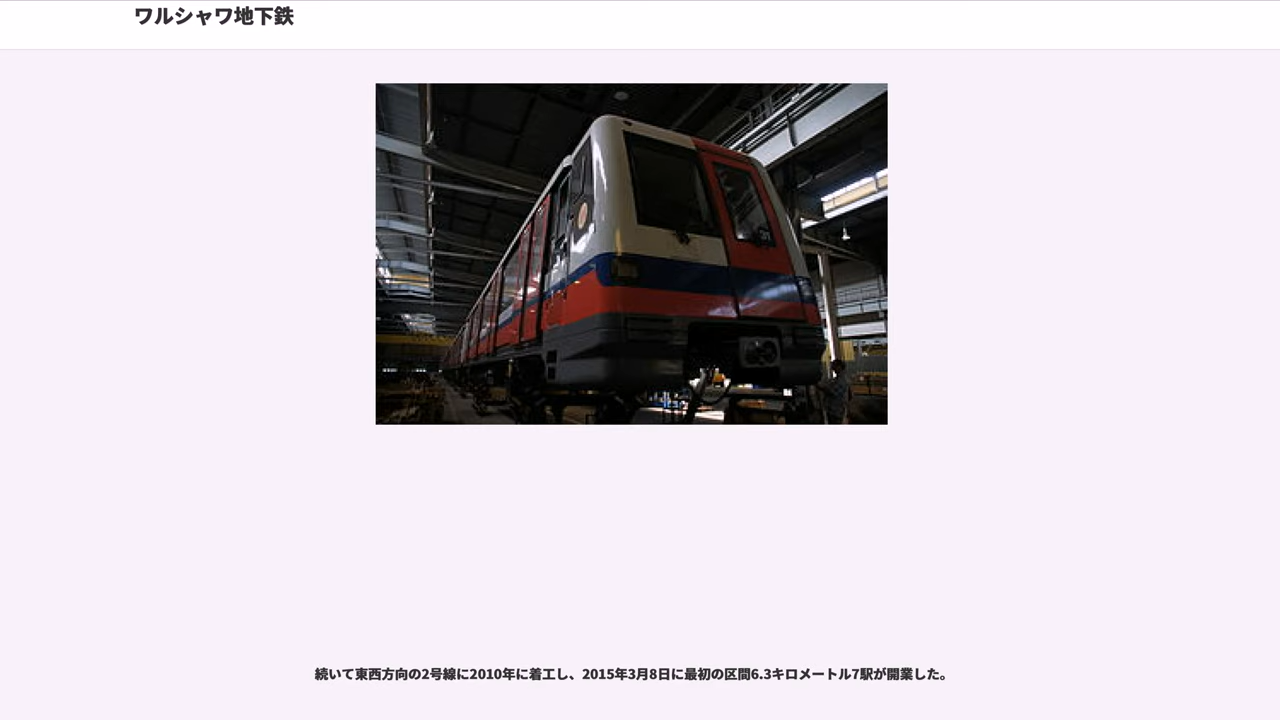 ワルシャワ地下鉄
続いて東西方向の2号線に2010年に着工し、2015年3月8日に最初の区間6.3キロメートル7駅が開業した。